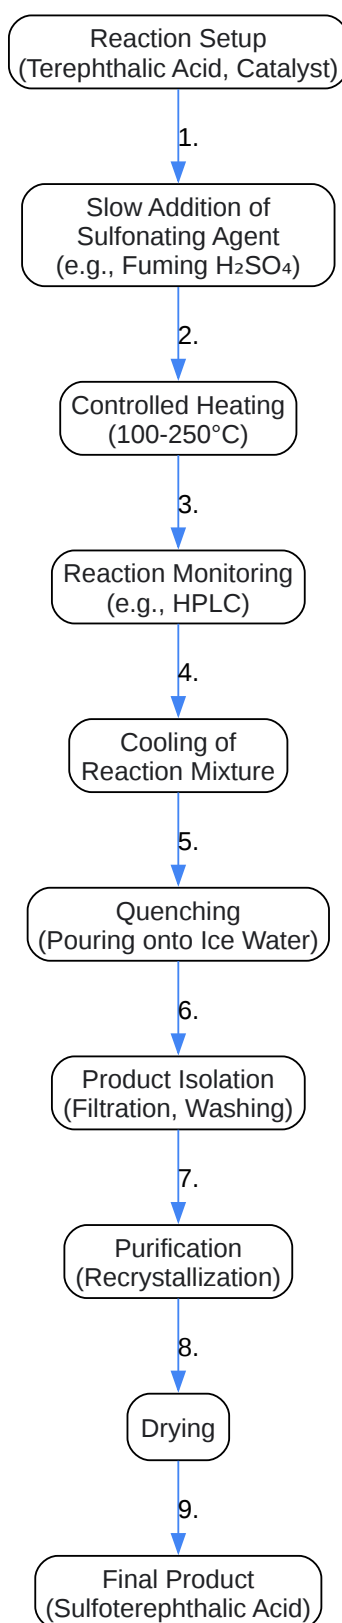 Reaction Setup
(Terephthalic Acid, Catalyst)
1.
Slow Addition of
Sulfonating Agent
(e.g., Fuming H₂SO₄)
2.
Controlled Heating
(100-250°C)
3.
Reaction Monitoring
(e.g., HPLC)
4.
Cooling of
Reaction Mixture
5.
Quenching
(Pouring onto Ice Water)
6.
Product Isolation
(Filtration, Washing)
7.
Purification
(Recrystallization)
8.
Drying
9.
Final Product
(Sulfoterephthalic Acid)